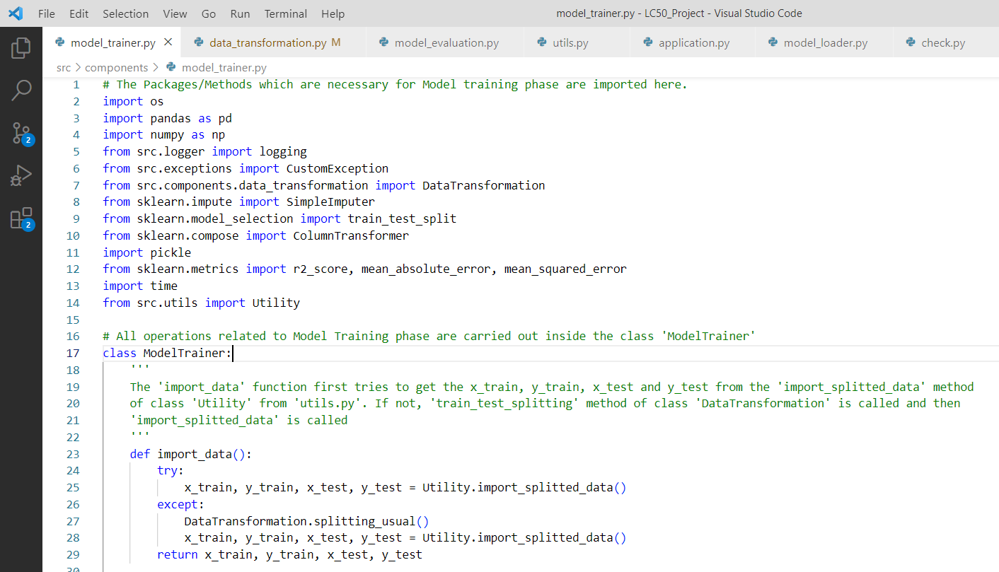 File Edit Selection View Go Run Terminal Help model_trainer.py - LC50_Project - Visual Studio Code
model_trainer.py data_transformation.py M model_evaluation.py utils.py application.py model_loader.py check.py
src > components > model_trainer.py
1 # The Packages/Methods which are necessary for Model training phase are imported here.
2 import os
3 import pandas as pd
4 import numpy as np
5 from src.logger import logging
6 from src.exceptions import CustomException
7 from src.components.data_transformation import DataTransformation
8 from sklearn.impute import SimpleImputer
9 from sklearn.model_selection import train_test_split
10 from sklearn.compose import ColumnTransformer
11 import pickle
12 from sklearn.metrics import r2_score, mean_absolute_error, mean_squared_error
13 import time
14 from src.utils import Utility
15
16 # All operations related to Model Training phase are carried out inside the class 'ModelTrainer'
17 class ModelTrainer:
18     '''
19     The 'import_data' function first tries to get the x_train, y_train, x_test and y_test from the 'import_splitted_data' method
20     of class 'Utility' from 'utils.py'. If not, 'train_test_splitting' method of class 'DataTransformation' is called and then
21     'import_splitted_data' is called
22     '''
23     def import_data():
24         try:
25             x_train, y_train, x_test, y_test = Utility.import_splitted_data()
26         except:
27             DataTransformation.splitting_usual()
28             x_train, y_train, x_test, y_test = Utility.import_splitted_data()
29         return x_train, y_train, x_test, y_test
30
2
2